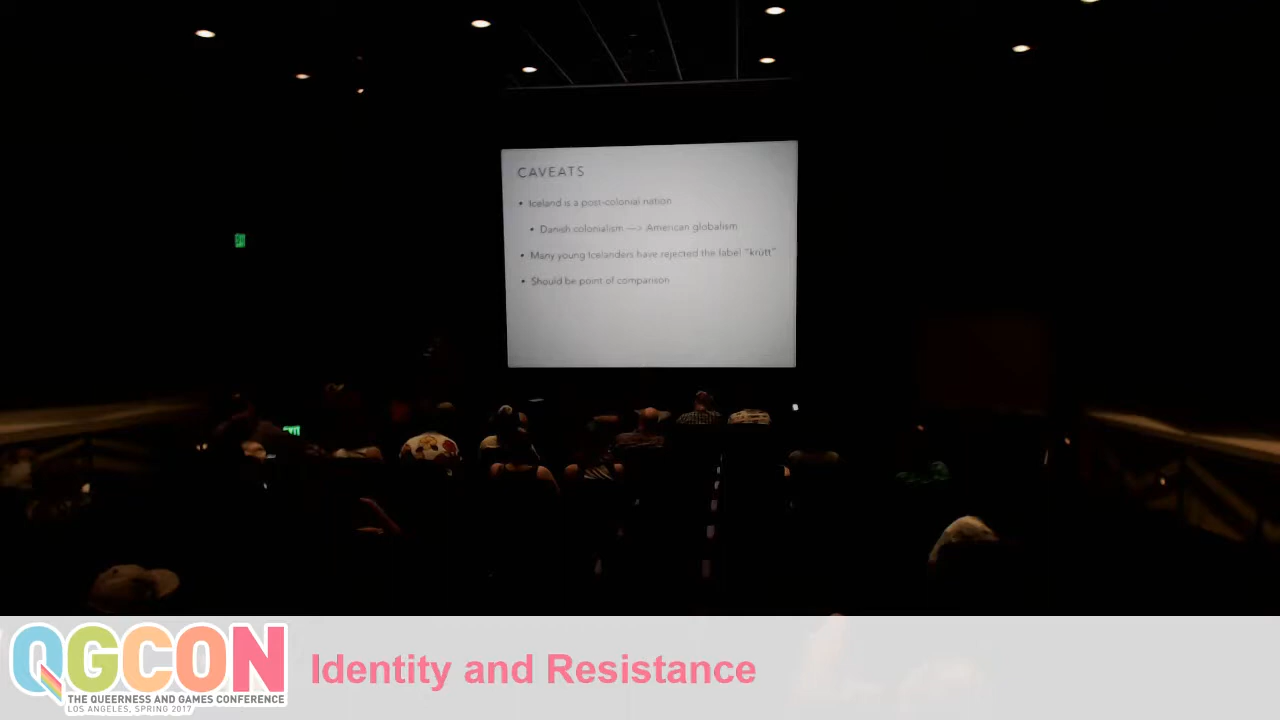 CAVEATS
• Iceland is a post-colonial nation
• Danish colonialism —> American globalism
• Many young Icelanders have rejected the label "krútt"
• Should be point of comparison
EXIT
QGCON
THE QUEERNESS AND GAMES CONFERENCE
LOS ANGELES, SPRING 2017
Identity and Resistance